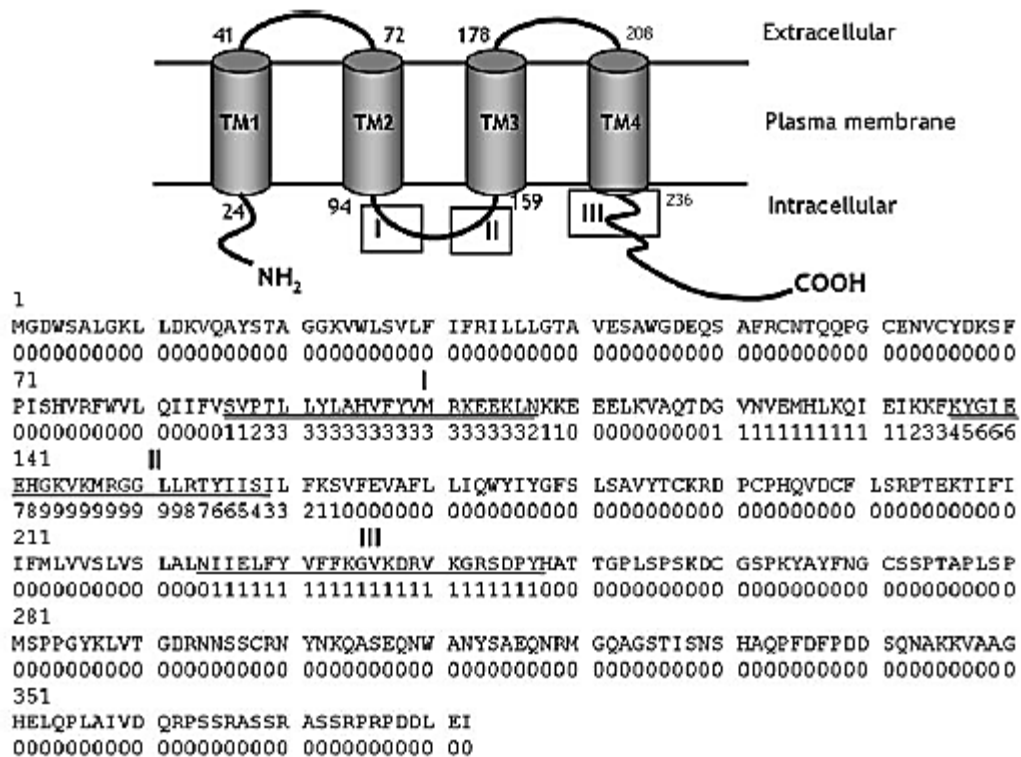 41 72 178 208 Extracellular
TM1 TM2 TM3 TM4 Plasma membrane
24 94 I II 159 III 236 Intracellular
NH2 COOH
1
MGDWSALGKL LDKVQAYSTA GGKVWLSVLF IFRILLLGTA VESAWGDEQS AFRCNTQQPG CENVCYDKSF
0000000000 0000000000 0000000000 0000000000 0000000000 0000000000 0000000000
71 I
PISHVRFWVL QIIFVSVPTL LYLAHVFYVM RKEEKLNKKE EELKVAQTDG VNVEMHLKQI EIKKFKYGIE
0000000000 0000011233 3333333333 3333332110 0000000001 1111111111 1123345666
141 II
EHGKVKMRGG LLRTYIISIL FKSVFEVAFL LIQWYIYGFS LSAVYTCKRD PCPHQVDCF LSRPTEKTIFI
7899999999 9987665433 2110000000 0000000000 0000000000 000000000 00000000000
211 III
IFMLVVSLVS LALNIIELFY VFFKGVKDRV KGRSDPYHAT TGPLSPSKDC GSPKYAYFNG CSSPTAPLSP
0000000000 0000111111 1111111111 1111111000 0000000000 0000000000 0000000000
281
MSPPGYKLVT GDRNNSSCRN YNKQASEQNW ANYSAEQNRM GQAGSTISNS HAQPFDFPDD SQNAKKVAAG
0000000000 0000000000 0000000000 0000000000 0000000000 0000000000 0000000000
351
HELQPLAIVD QRPSSRASSR ASSRPRPDDL EI
0000000000 0000000000 0000000000 00